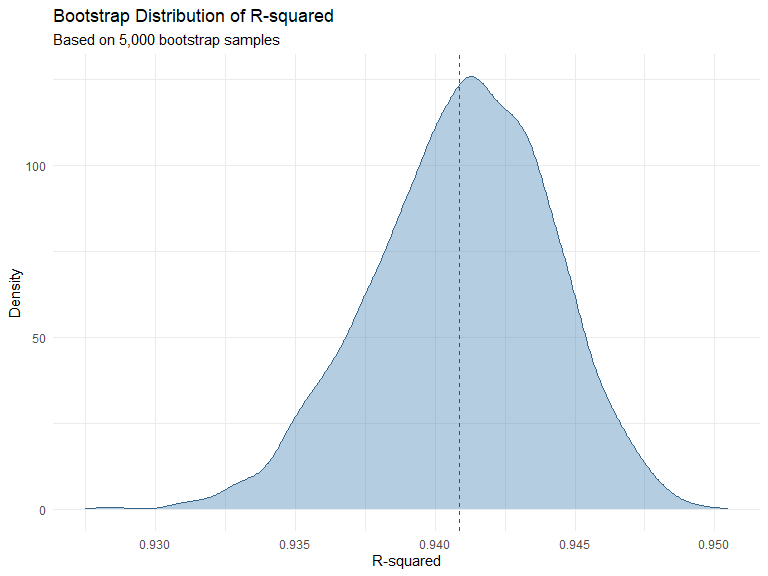 Bootstrap Distribution of R-squared
Based on 5,000 bootstrap samples
100
50
0
Density
0.930 0.935 0.940 0.945 0.950
R-squared